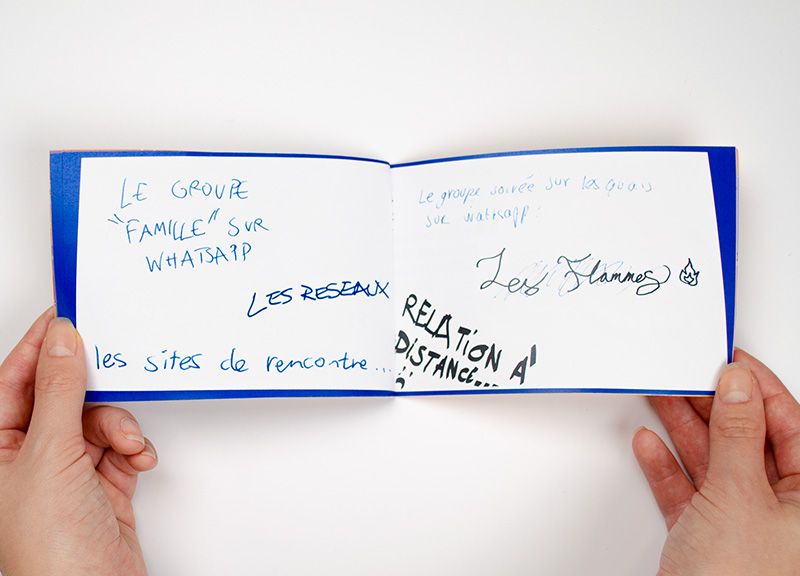 LE GROUPE
"FAMILLE" SUR
WHATSAPP
LES RESEAUX
les sites de rencontre...
Le groupe soirée sur les quais
sur whatsapp :
Les Flammes
RELATION A'
DISTANCE...